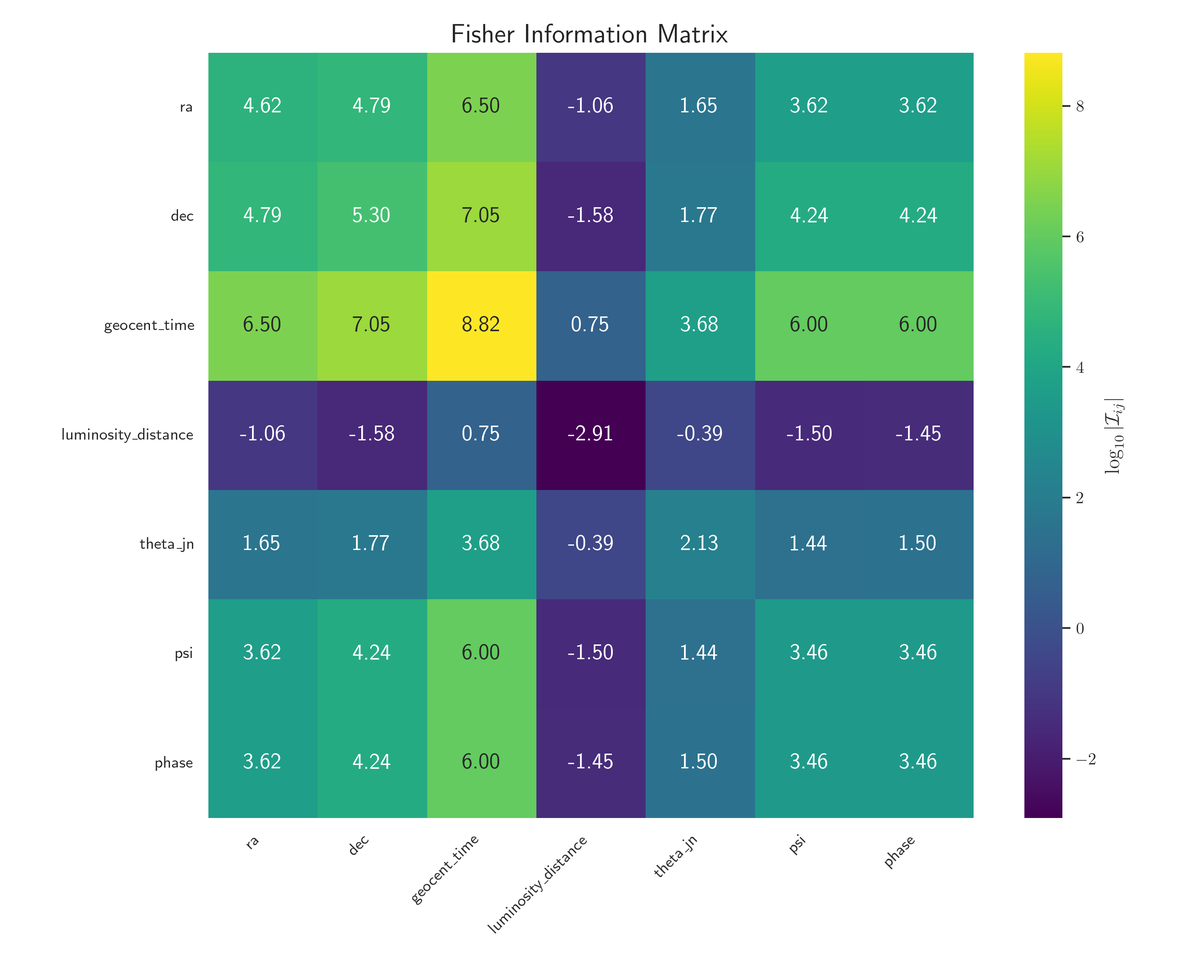 Fisher Information Matrix
ra 4.62 4.79 6.50 -1.06 1.65 3.62 3.62
dec 4.79 5.30 7.05 -1.58 1.77 4.24 4.24
geocent_time 6.50 7.05 8.82 0.75 3.68 6.00 6.00
luminosity_distance -1.06 -1.58 0.75 -2.91 -0.39 -1.50 -1.45
theta_jn 1.65 1.77 3.68 -0.39 2.13 1.44 1.50
psi 3.62 4.24 6.00 -1.50 1.44 3.46 3.46
phase 3.62 4.24 6.00 -1.45 1.50 3.46 3.46
ra dec geocent_time luminosity_distance theta_jn psi phase
8
6
4
2
0
−2
log₁₀ |ℐᵢⱼ|